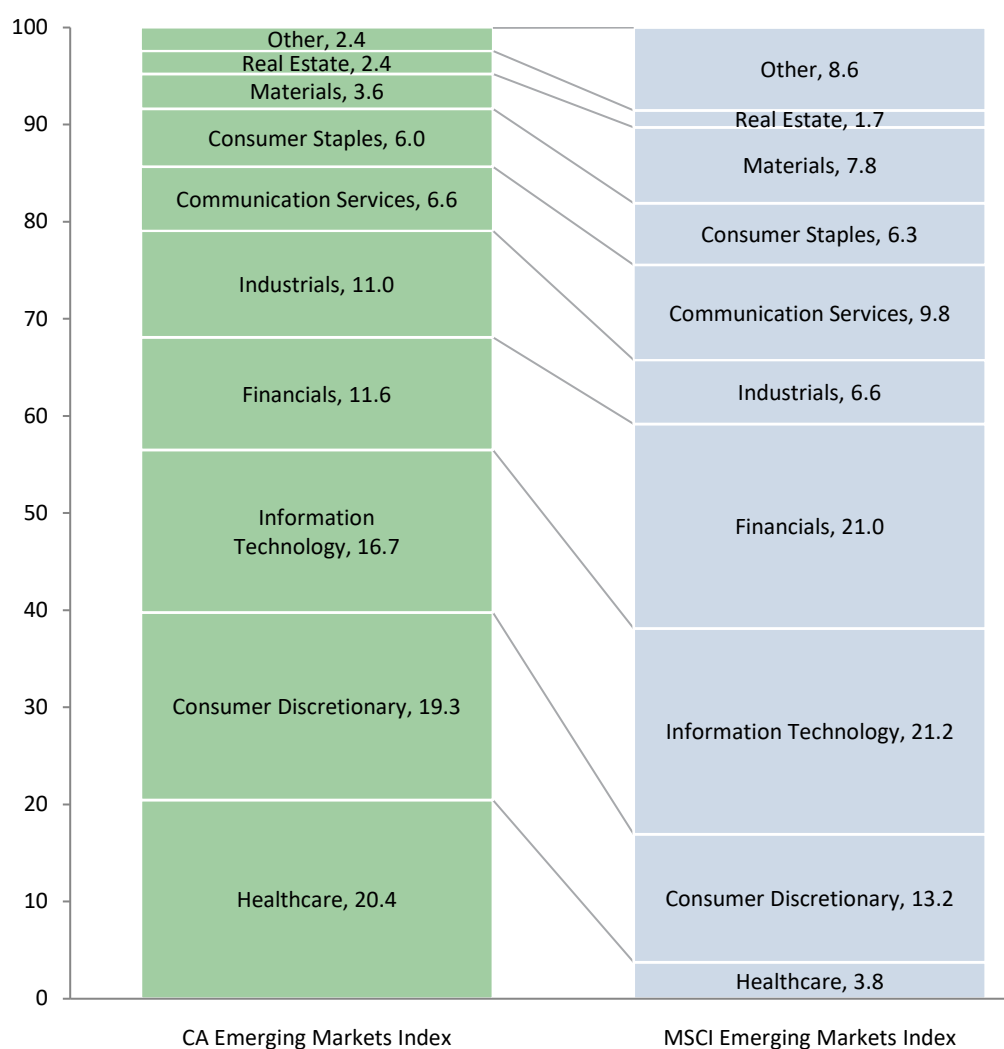 100
90
80
70
60
50
40
30
20
10
0
Other, 2.4
Real Estate, 2.4
Materials, 3.6
Consumer Staples, 6.0
Communication Services, 6.6
Industrials, 11.0
Financials, 11.6
Information
Technology, 16.7
Consumer Discretionary, 19.3
Healthcare, 20.4
CA Emerging Markets Index
Other, 8.6
Real Estate, 1.7
Materials, 7.8
Consumer Staples, 6.3
Communication Services, 9.8
Industrials, 6.6
Financials, 21.0
Information Technology, 21.2
Consumer Discretionary, 13.2
Healthcare, 3.8
MSCI Emerging Markets Index